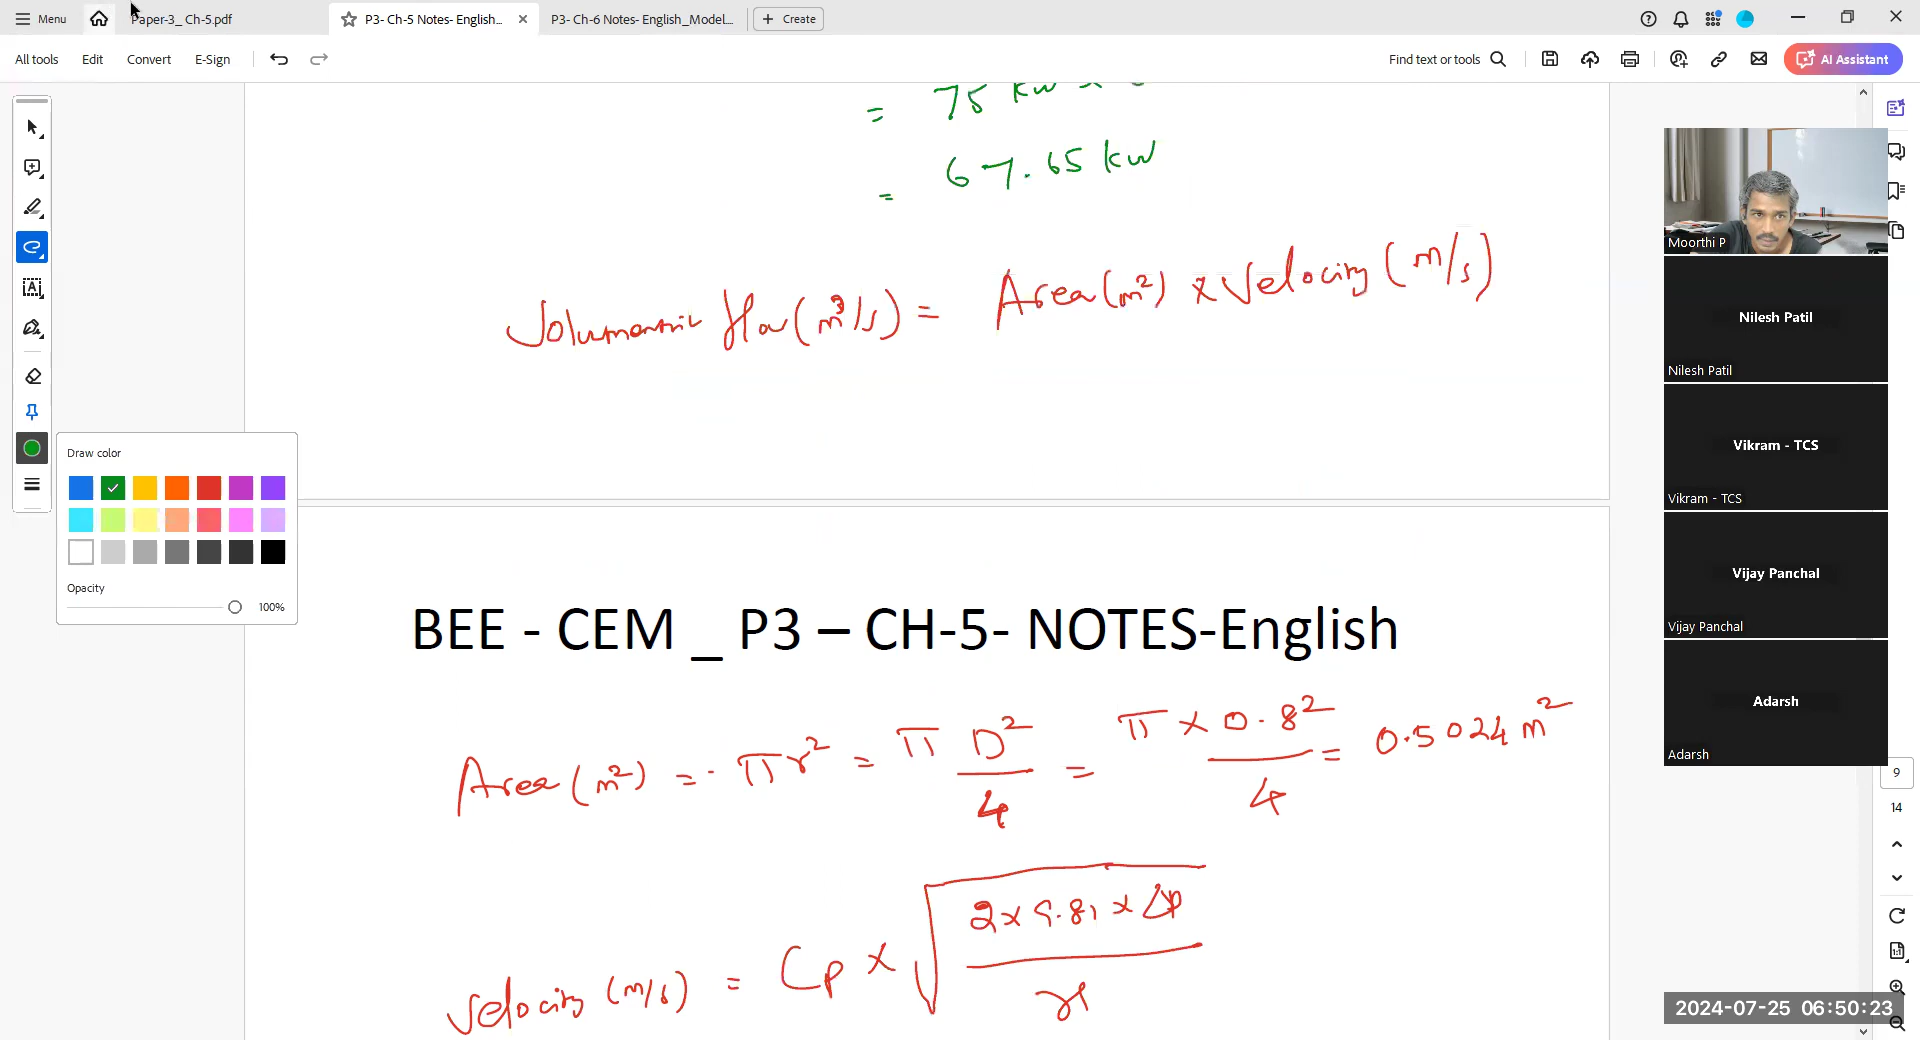 Menu
Paper-3_ Ch-5.pdf
P3- Ch-5 Notes- English...
P3- Ch-6 Notes- English_Model...
Create
All tools
Edit
Convert
E-Sign
Find text or tools
AI Assistant
= 75 kW x
= 67.65 kW
Volumentric flow (m³/s) = Area (m²) x Velocity (m/s)
Draw color
Opacity
100%
BEE - CEM _ P3 – CH-5- NOTES-English
Area (m²) = π r² = π D² / 4 = π x 0.8² / 4 = 0.5024 m²
Velocity (m/s) = Cp x √ 2 x 9.81 x Δp / γ
Moorthi P
Nilesh Patil
Nilesh Patil
Vikram - TCS
Vikram - TCS
Vijay Panchal
Vijay Panchal
Adarsh
Adarsh
9
14
2024-07-25 06:50:23